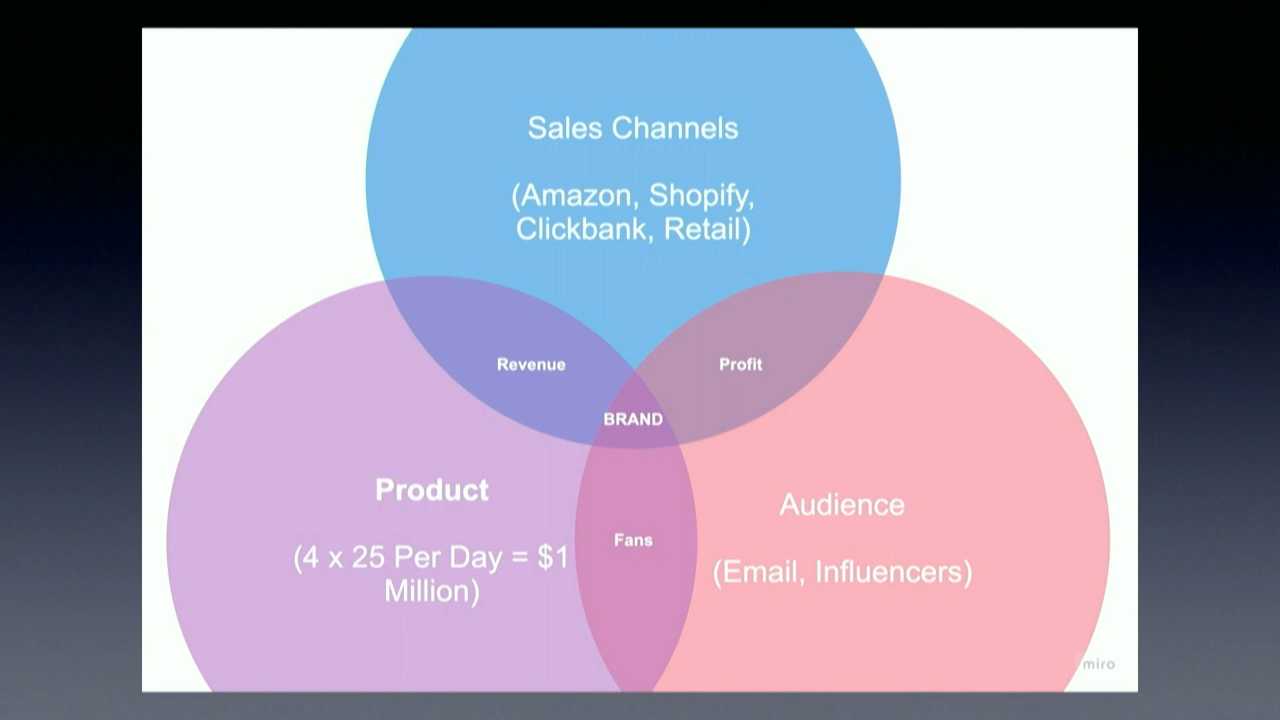 Sales Channels
(Amazon, Shopify,
Clickbank, Retail)
Revenue
Profit
BRAND
Product
(4 x 25 Per Day = $1
Million)
Fans
Audience
(Email, Influencers)
miro